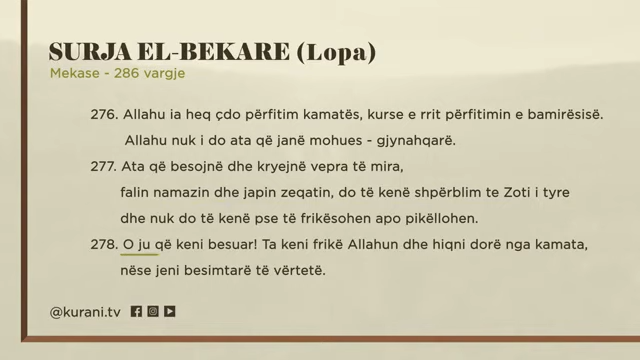 SURJA EL-BEKARE (Lopa)
Mekase - 286 vargje
276. Allahu ia heq çdo përfitim kamatës, kurse e rrit përfitimin e bamirësisë.
Allahu nuk i do ata që janë mohues - gjynahqarë.
277. Ata që besojnë dhe kryejnë vepra të mira,
falin namazin dhe japin zeqatin, do të kenë shpërblim te Zoti i tyre
dhe nuk do të kenë pse të frikësohen apo pikëllohen.
278. O ju që keni besuar! Ta keni frikë Allahun dhe hiqni dorë nga kamata,
nëse jeni besimtarë të vërtetë.
@kurani.tv